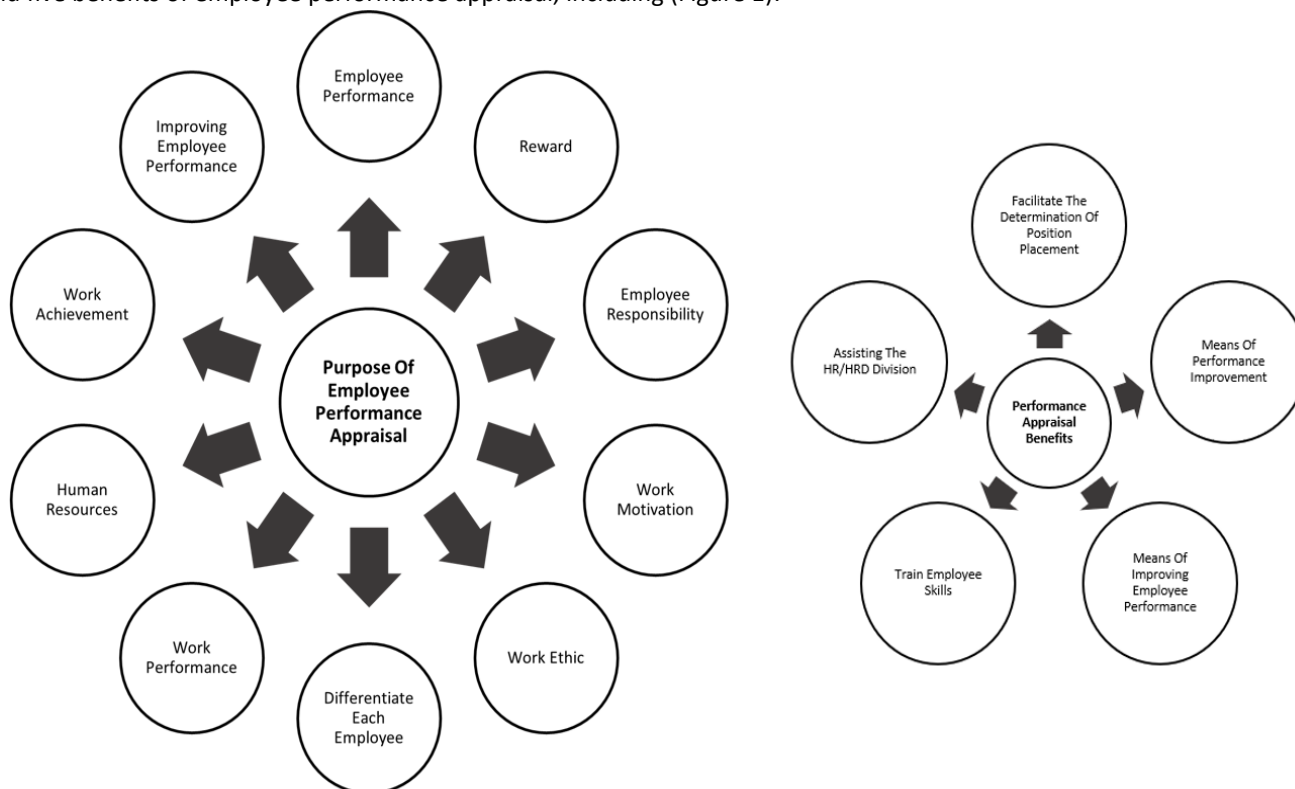 five benefits of employee performance appraisal, including (Figure
Employee
Performance
Reward
Employee
Responsibility
Work
Motivation
Work Ethic
Differentiate
Each
Employee
Work
Performance
Human
Resources
Work
Achievement
Improving
Employee
Performance
Purpose Of
Employee
Performance
Appraisal
Facilitate The
Determination Of
Position
Placement
Means Of
Performance
Improvement
Means Of
Improving
Employee
Performance
Train Employee
Skills
Assisting The
HR/HRD Division
Performance
Appraisal
Benefits